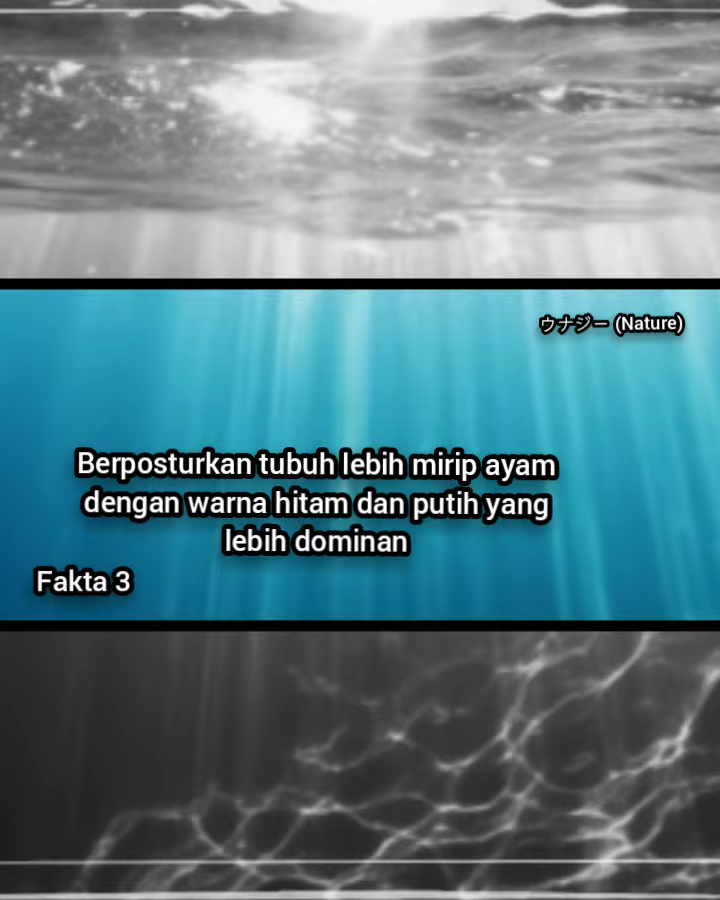 ウナジー (Nature)
Berposturkan tubuh lebih mirip ayam
dengan warna hitam dan putih yang
lebih dominan
Fakta 3